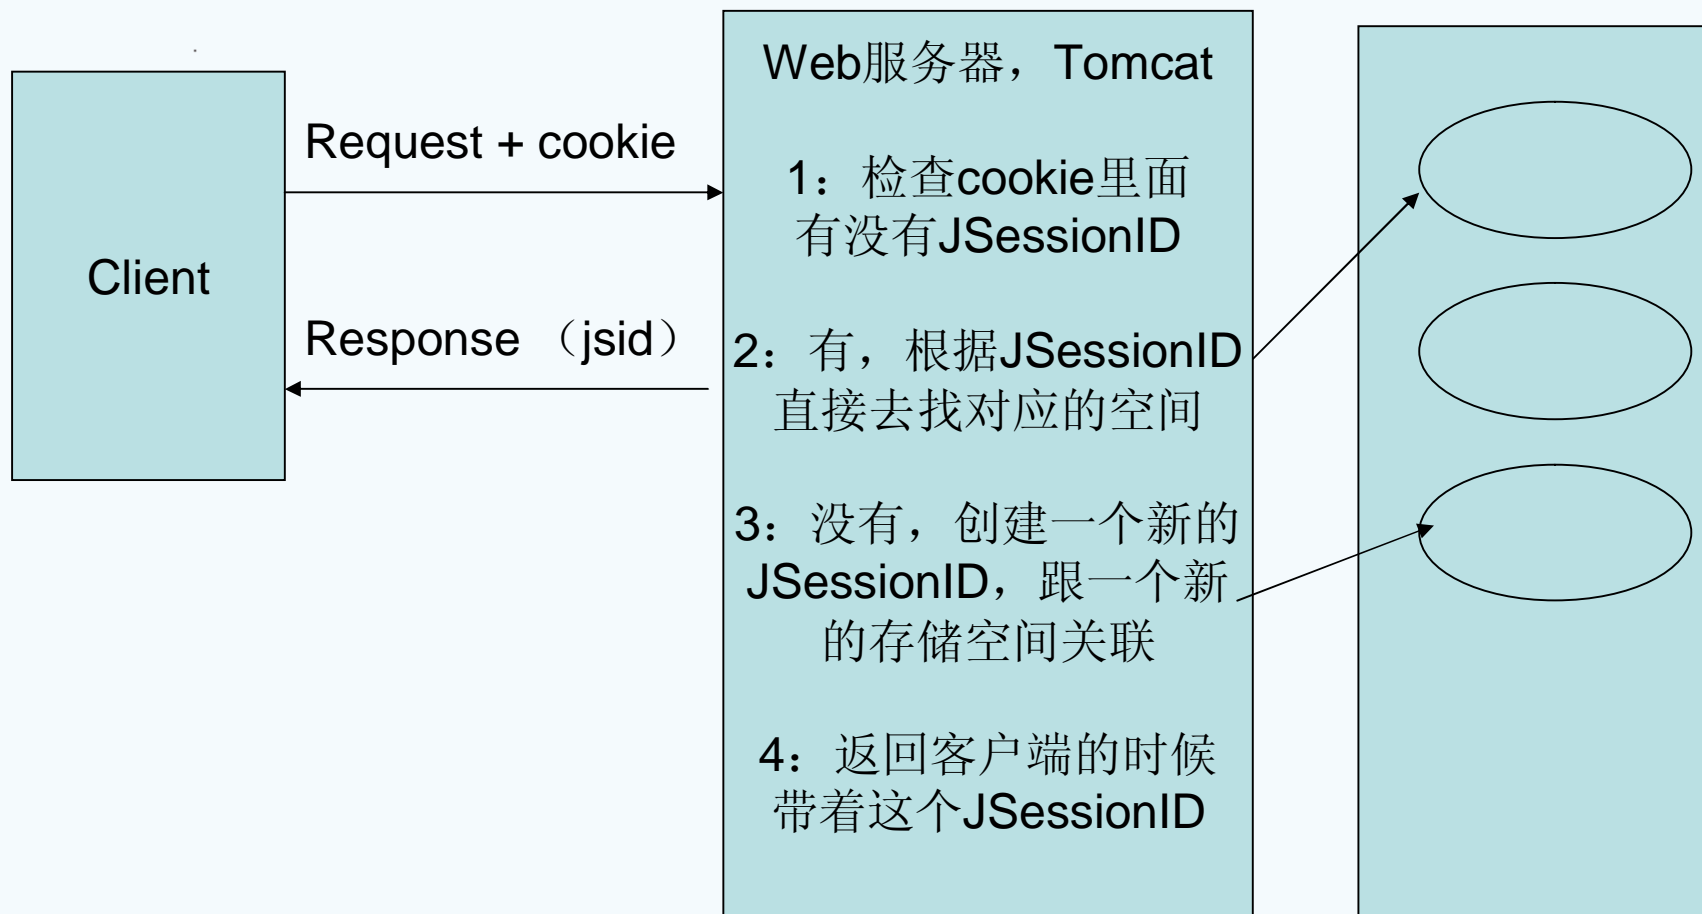 Client
Request + cookie
Response （jsid）
Web服务器，Tomcat
1：检查cookie里面
有没有JSessionID
2：有，根据JSessionID
直接去找对应的空间
3：没有，创建一个新的
JSessionID，跟一个新
的存储空间关联
4：返回客户端的时候
带着这个JSessionID